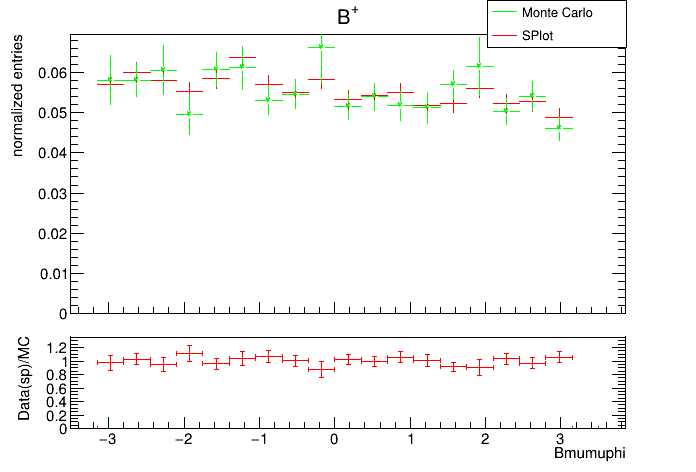 B+
Monte Carlo
SPlot
normalized entries
0.06
0.05
0.04
0.03
0.02
0.01
0
Data(sp)/MC
1.2
1
0.8
0.6
0.4
0.2
0
−3 −2 −1 0 1 2 3
Bmumuphi